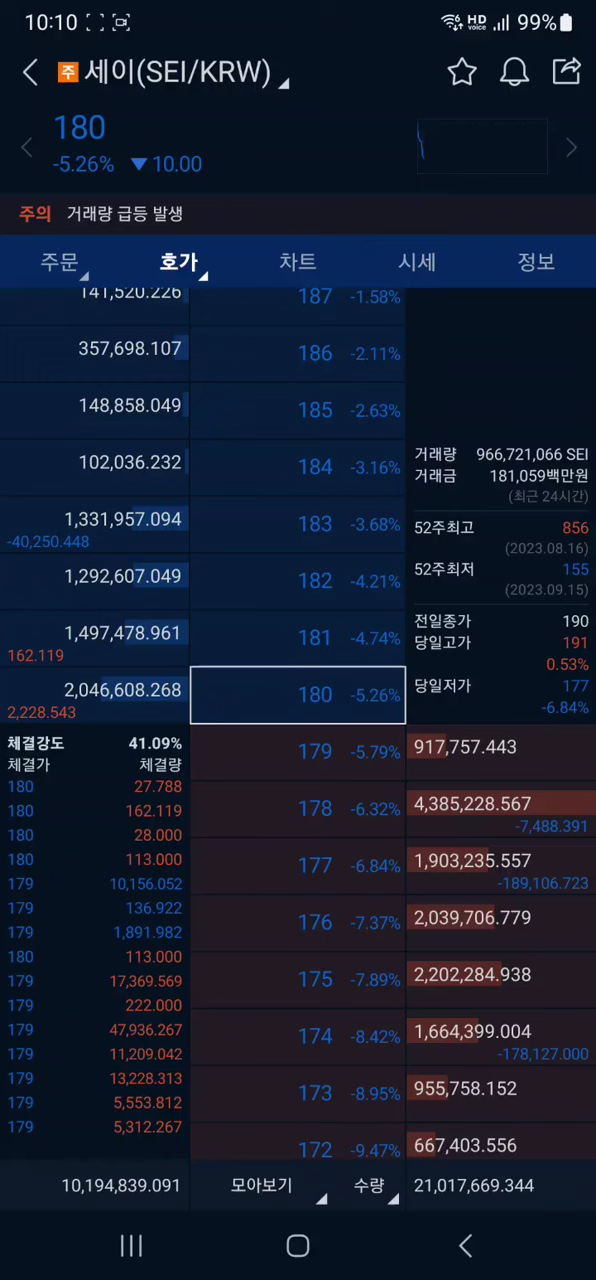 10:10 HD voice 99%
주 세이(SEI/KRW)
180
-5.26% ▼ 10.00
주의 거래량 급등 발생
주문 호가 차트 시세 정보
141,520.226 187 -1.58%
357,698.107 186 -2.11%
148,858.049 185 -2.63%
102,036.232 184 -3.16%
1,331,957.094 183 -3.68%
-40,250.448
1,292,607.049 182 -4.21%
1,497,478.961 181 -4.74%
162.119
2,046,608.268 180 -5.26%
2,228.543
거래량 966,721,066 SEI
거래금 181,059백만원
(최근 24시간)
52주최고 856
(2023.08.16)
52주최저 155
(2023.09.15)
전일종가 190
당일고가 191
0.53%
당일저가 177
-6.84%
체결강도 41.09%
체결가 체결량
180 27.788
180 162.119
180 28.000
180 113.000
179 10,156.052
179 136.922
179 1,891.982
180 113.000
179 17,369.569
179 222.000
179 47,936.267
179 11,209.042
179 13,228.313
179 5,553.812
179 5,312.267
179 -5.79% 917,757.443
178 -6.32% 4,385,228.567
-7,488.391
177 -6.84% 1,903,235.557
-189,106.723
176 -7.37% 2,039,706.779
175 -7.89% 2,202,284.938
174 -8.42% 1,664,399.004
-178,127.000
173 -8.95% 955,758.152
172 -9.47% 667,403.556
10,194,839.091 모아보기 수량 21,017,669.344